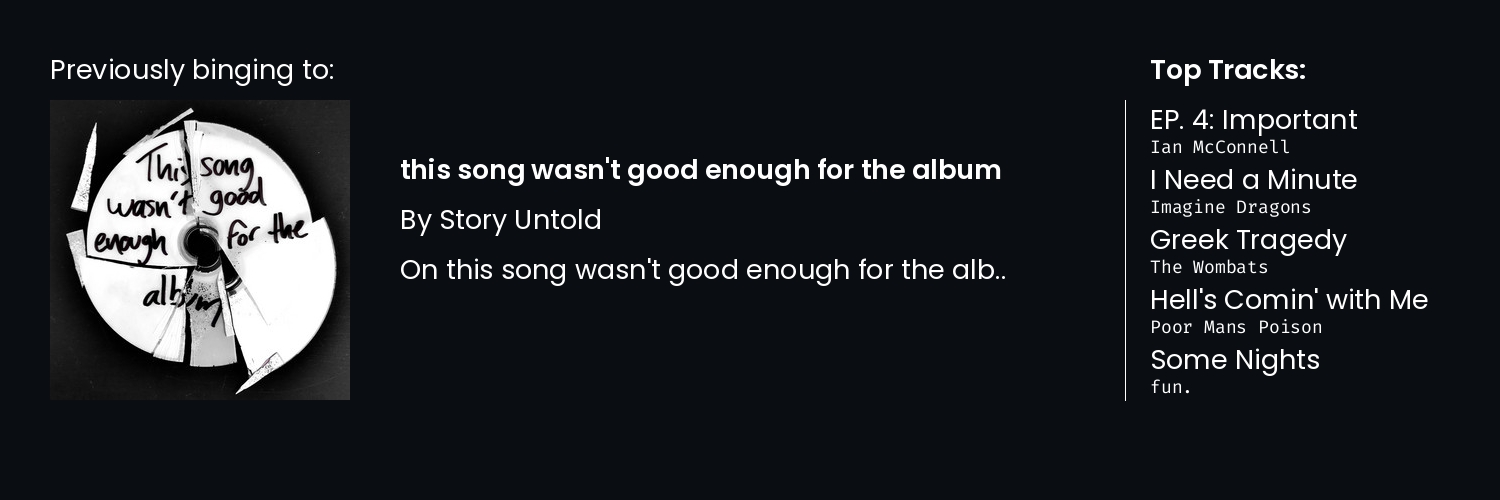 Previously binging to:
This song
wasn't good
enough for the
album
this song wasn't good enough for the album
By Story Untold
On this song wasn't good enough for the alb..
Top Tracks:
EP. 4: Important
Ian McConnell
I Need a Minute
Imagine Dragons
Greek Tragedy
The Wombats
Hell's Comin' with Me
Poor Mans Poison
Some Nights
fun.